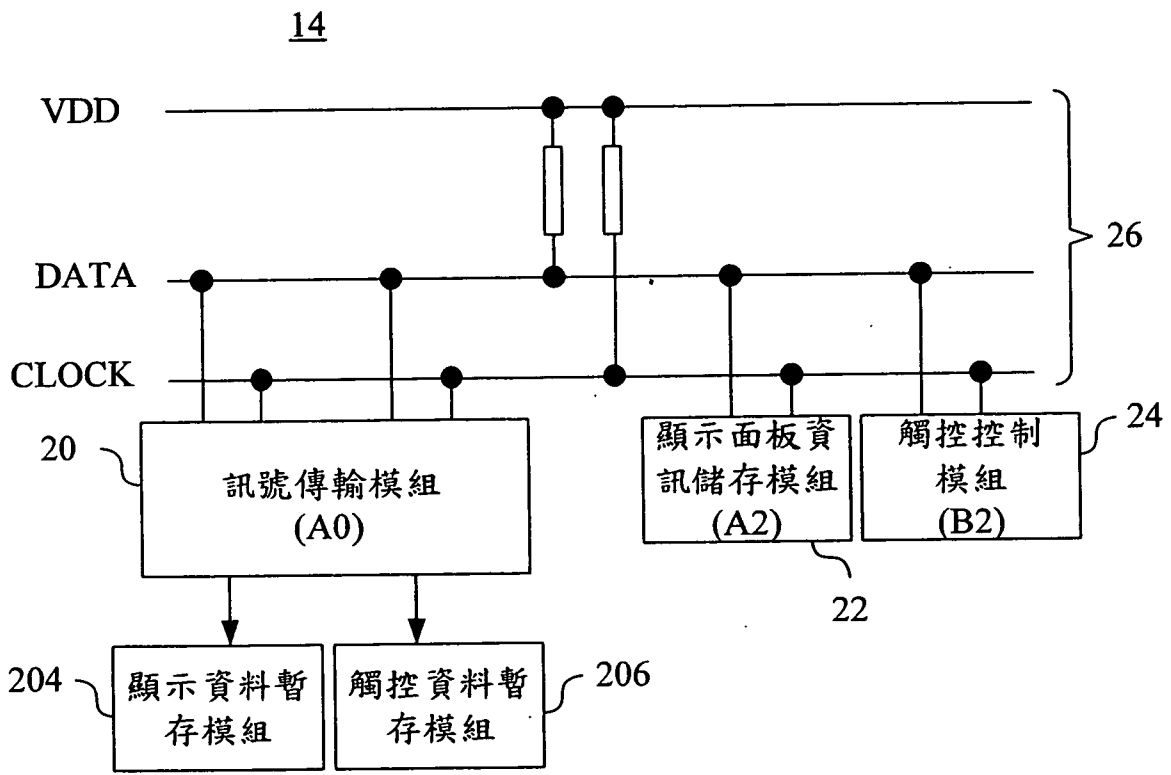 14
VDD
26
DATA
CLOCK
20
訊號傳輸模組
(A0)
顯示面板資
訊儲存模組
(A2)
觸控控制
模組
(B2)
24
22
204
顯示資料暫
存模組
觸控資料暫
存模組
206